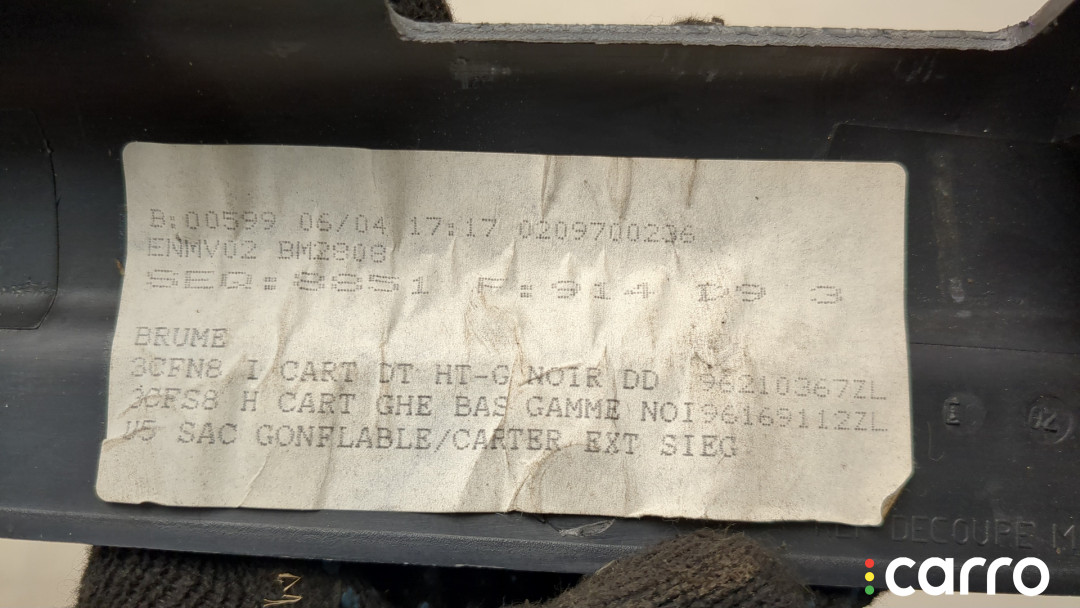 B:00599 06/04 17:17 0209700236
ENMV02 BM2808
SEQ:8851 F:914 D9 3
BRUME
3CFN8 I CART DT HT-G NOIR DD 96210367ZL
3CFS8 H CART GHE BAS GAMME NOI96169112ZL
W5 SAC GONFLABLE/CARTER EXT SIEG
DECOUPE M
carro